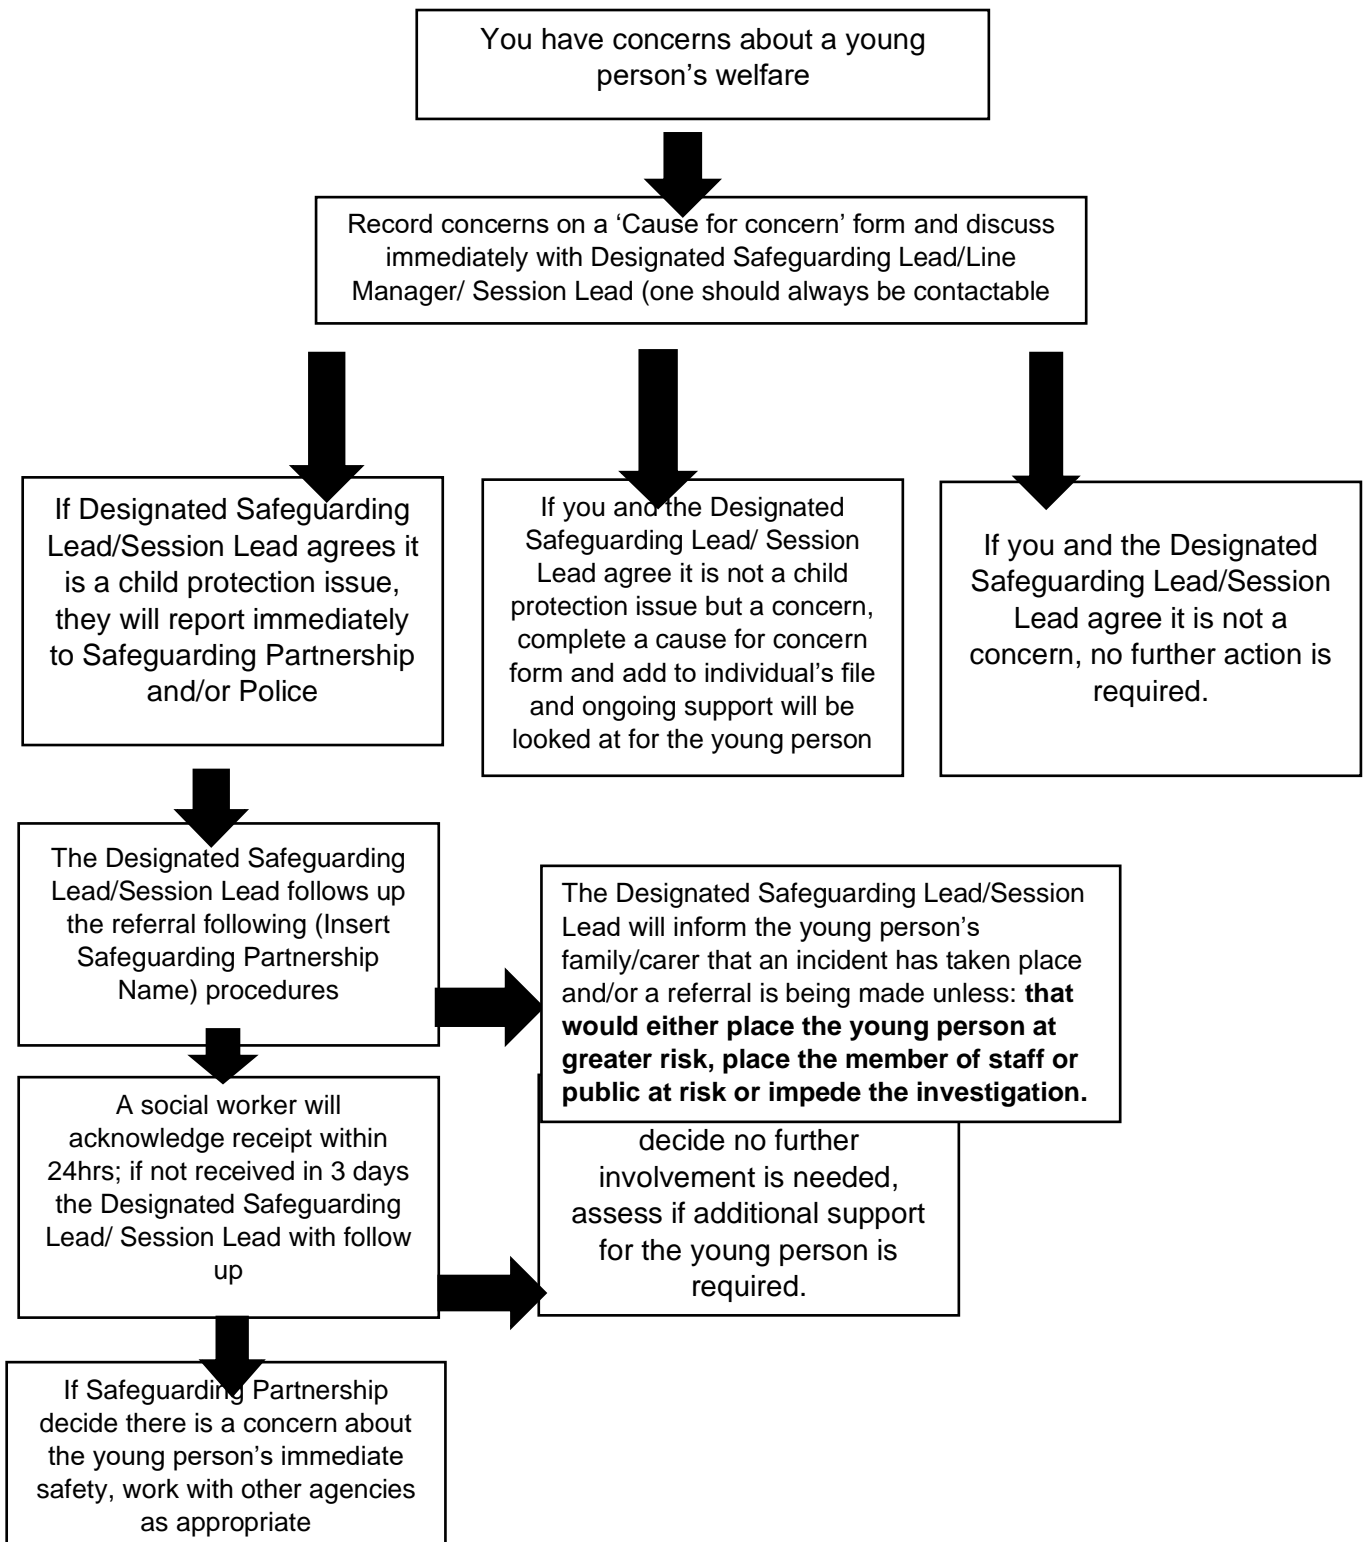 You have concerns about a young
person’s welfare
Record concerns on a ‘Cause for concern’ form and discuss
immediately with Designated Safeguarding Lead/Line
Manager/ Session Lead (one should always be contactable
If Designated Safeguarding
Lead/Session Lead agrees it
is a child protection issue,
they will report immediately
to Safeguarding Partnership
and/or Police
If you and the Designated
Safeguarding Lead/ Session
Lead agree it is not a child
protection issue but a concern,
complete a cause for concern
form and add to individual’s file
and ongoing support will be
looked at for the young person
If you and the Designated
Safeguarding Lead/Session
Lead agree it is not a
concern, no further action is
required.
The Designated Safeguarding
Lead/Session Lead follows up
the referral following (Insert
Safeguarding Partnership
Name) procedures
The Designated Safeguarding Lead/Session
Lead will inform the young person’s
family/carer that an incident has taken place
and/or a referral is being made unless: that
would either place the young person at
greater risk, place the member of staff or
public at risk or impede the investigation.
A social worker will
acknowledge receipt within
24hrs; if not received in 3 days
the Designated Safeguarding
Lead/ Session Lead with follow
up
decide no further
involvement is needed,
assess if additional support
for the young person is
required.
If Safeguarding Partnership
decide there is a concern about
the young person’s immediate
safety, work with other agencies
as appropriate